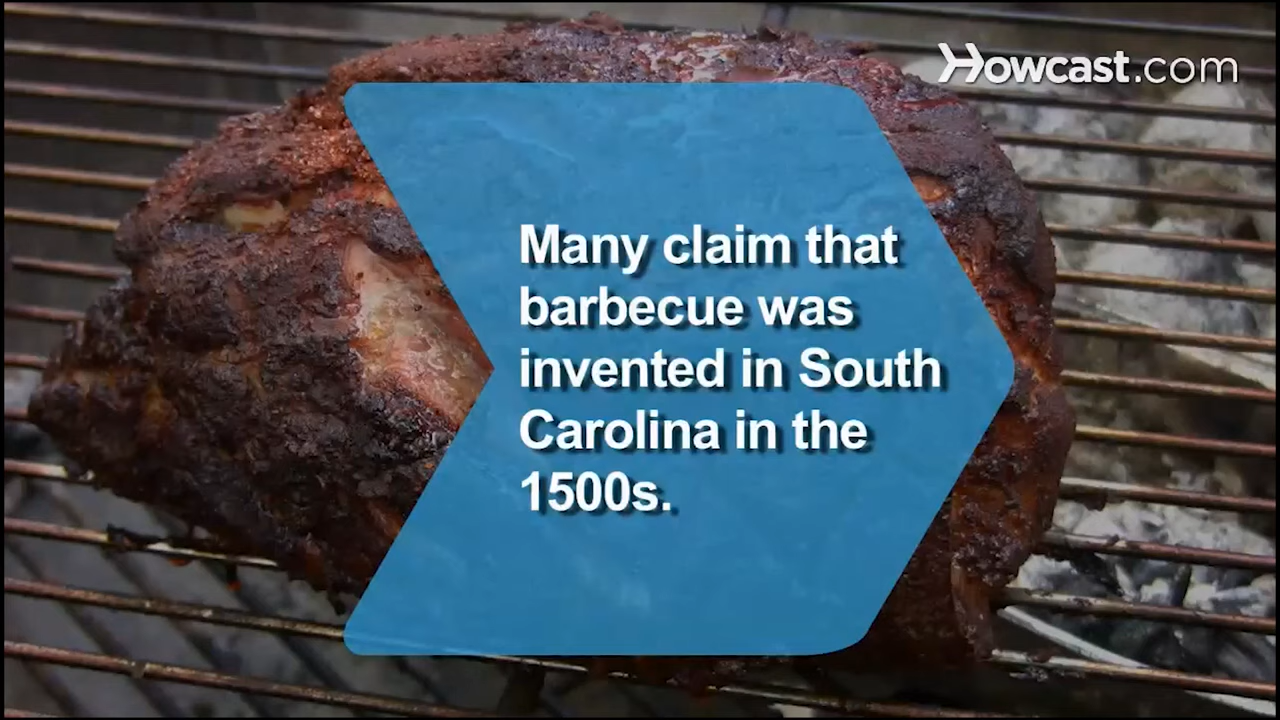 Howcast.com
Many claim that
barbecue was
invented in South
Carolina in the
1500s.